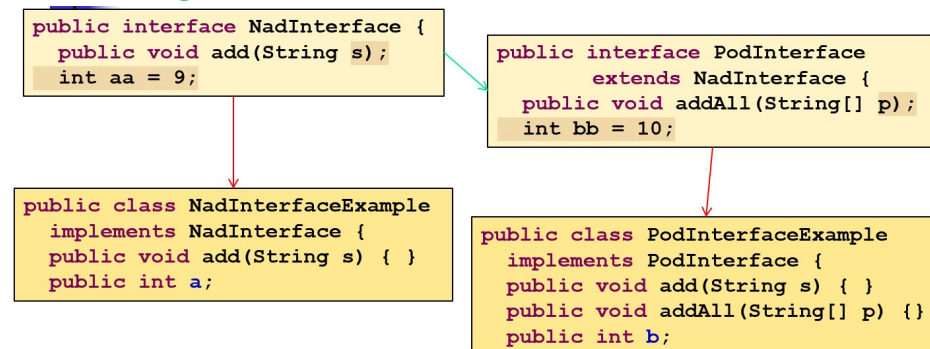 public interface NadInterface {
public void add(String s);
int aa = 9;
public interface PodInterface
extends NadInterface {
public void addAll(String[] p);
int bb = 10;
public class NadInterfaceExample
implements NadInterface {
public void add(String s) { }
public int a;
public class PodInterfaceExample
implements PodInterface {
public void add(String s) { }
public void addAll(String[] p) {}
public int b;